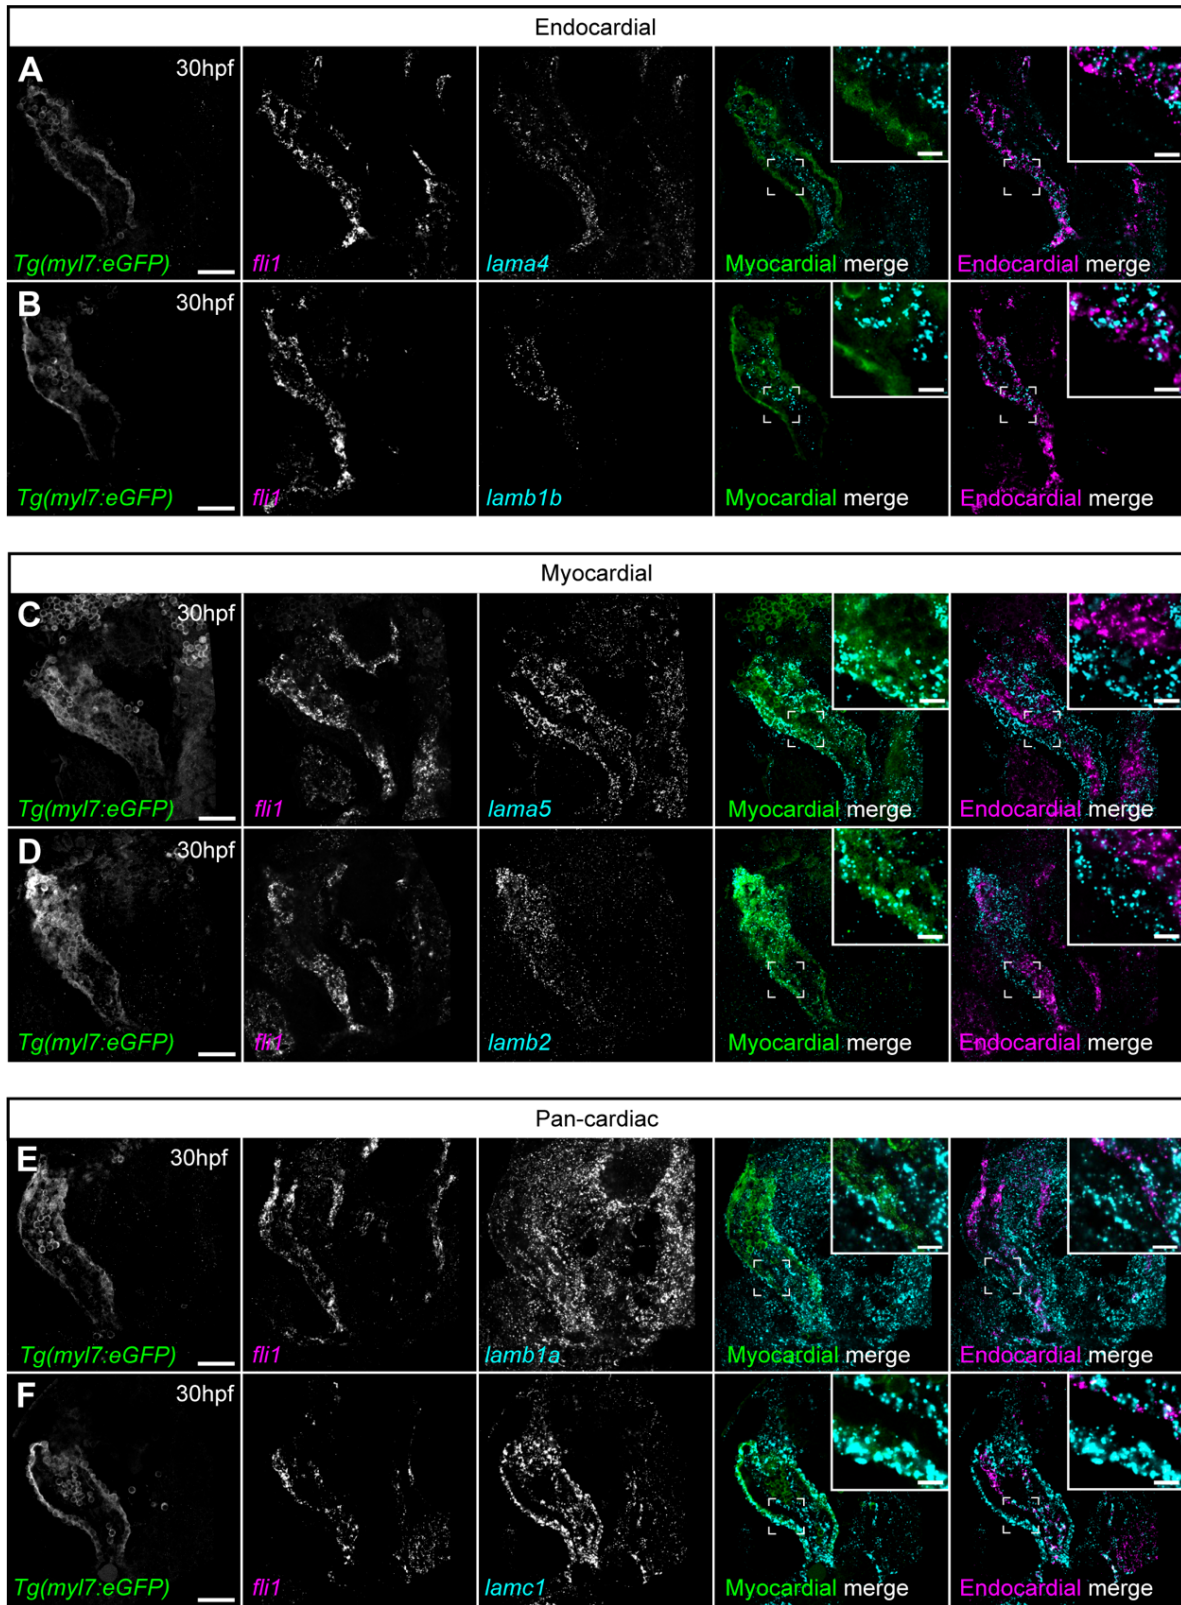 Endocardial
A 30hpf
Tg(myl7:eGFP) fli1 lama4 Myocardial merge Endocardial merge
B 30hpf
Tg(myl7:eGFP) fli1 lamb1b Myocardial merge Endocardial merge
Myocardial
C 30hpf
Tg(myl7:eGFP) fli1 lama5 Myocardial merge Endocardial merge
D 30hpf
Tg(myl7:eGFP) fli1 lamb2 Myocardial merge Endocardial merge
Pan-cardiac
E 30hpf
Tg(myl7:eGFP) fli1 lamb1a Myocardial merge Endocardial merge
F 30hpf
Tg(myl7:eGFP) fli1 lamc1 Myocardial merge Endocardial merge